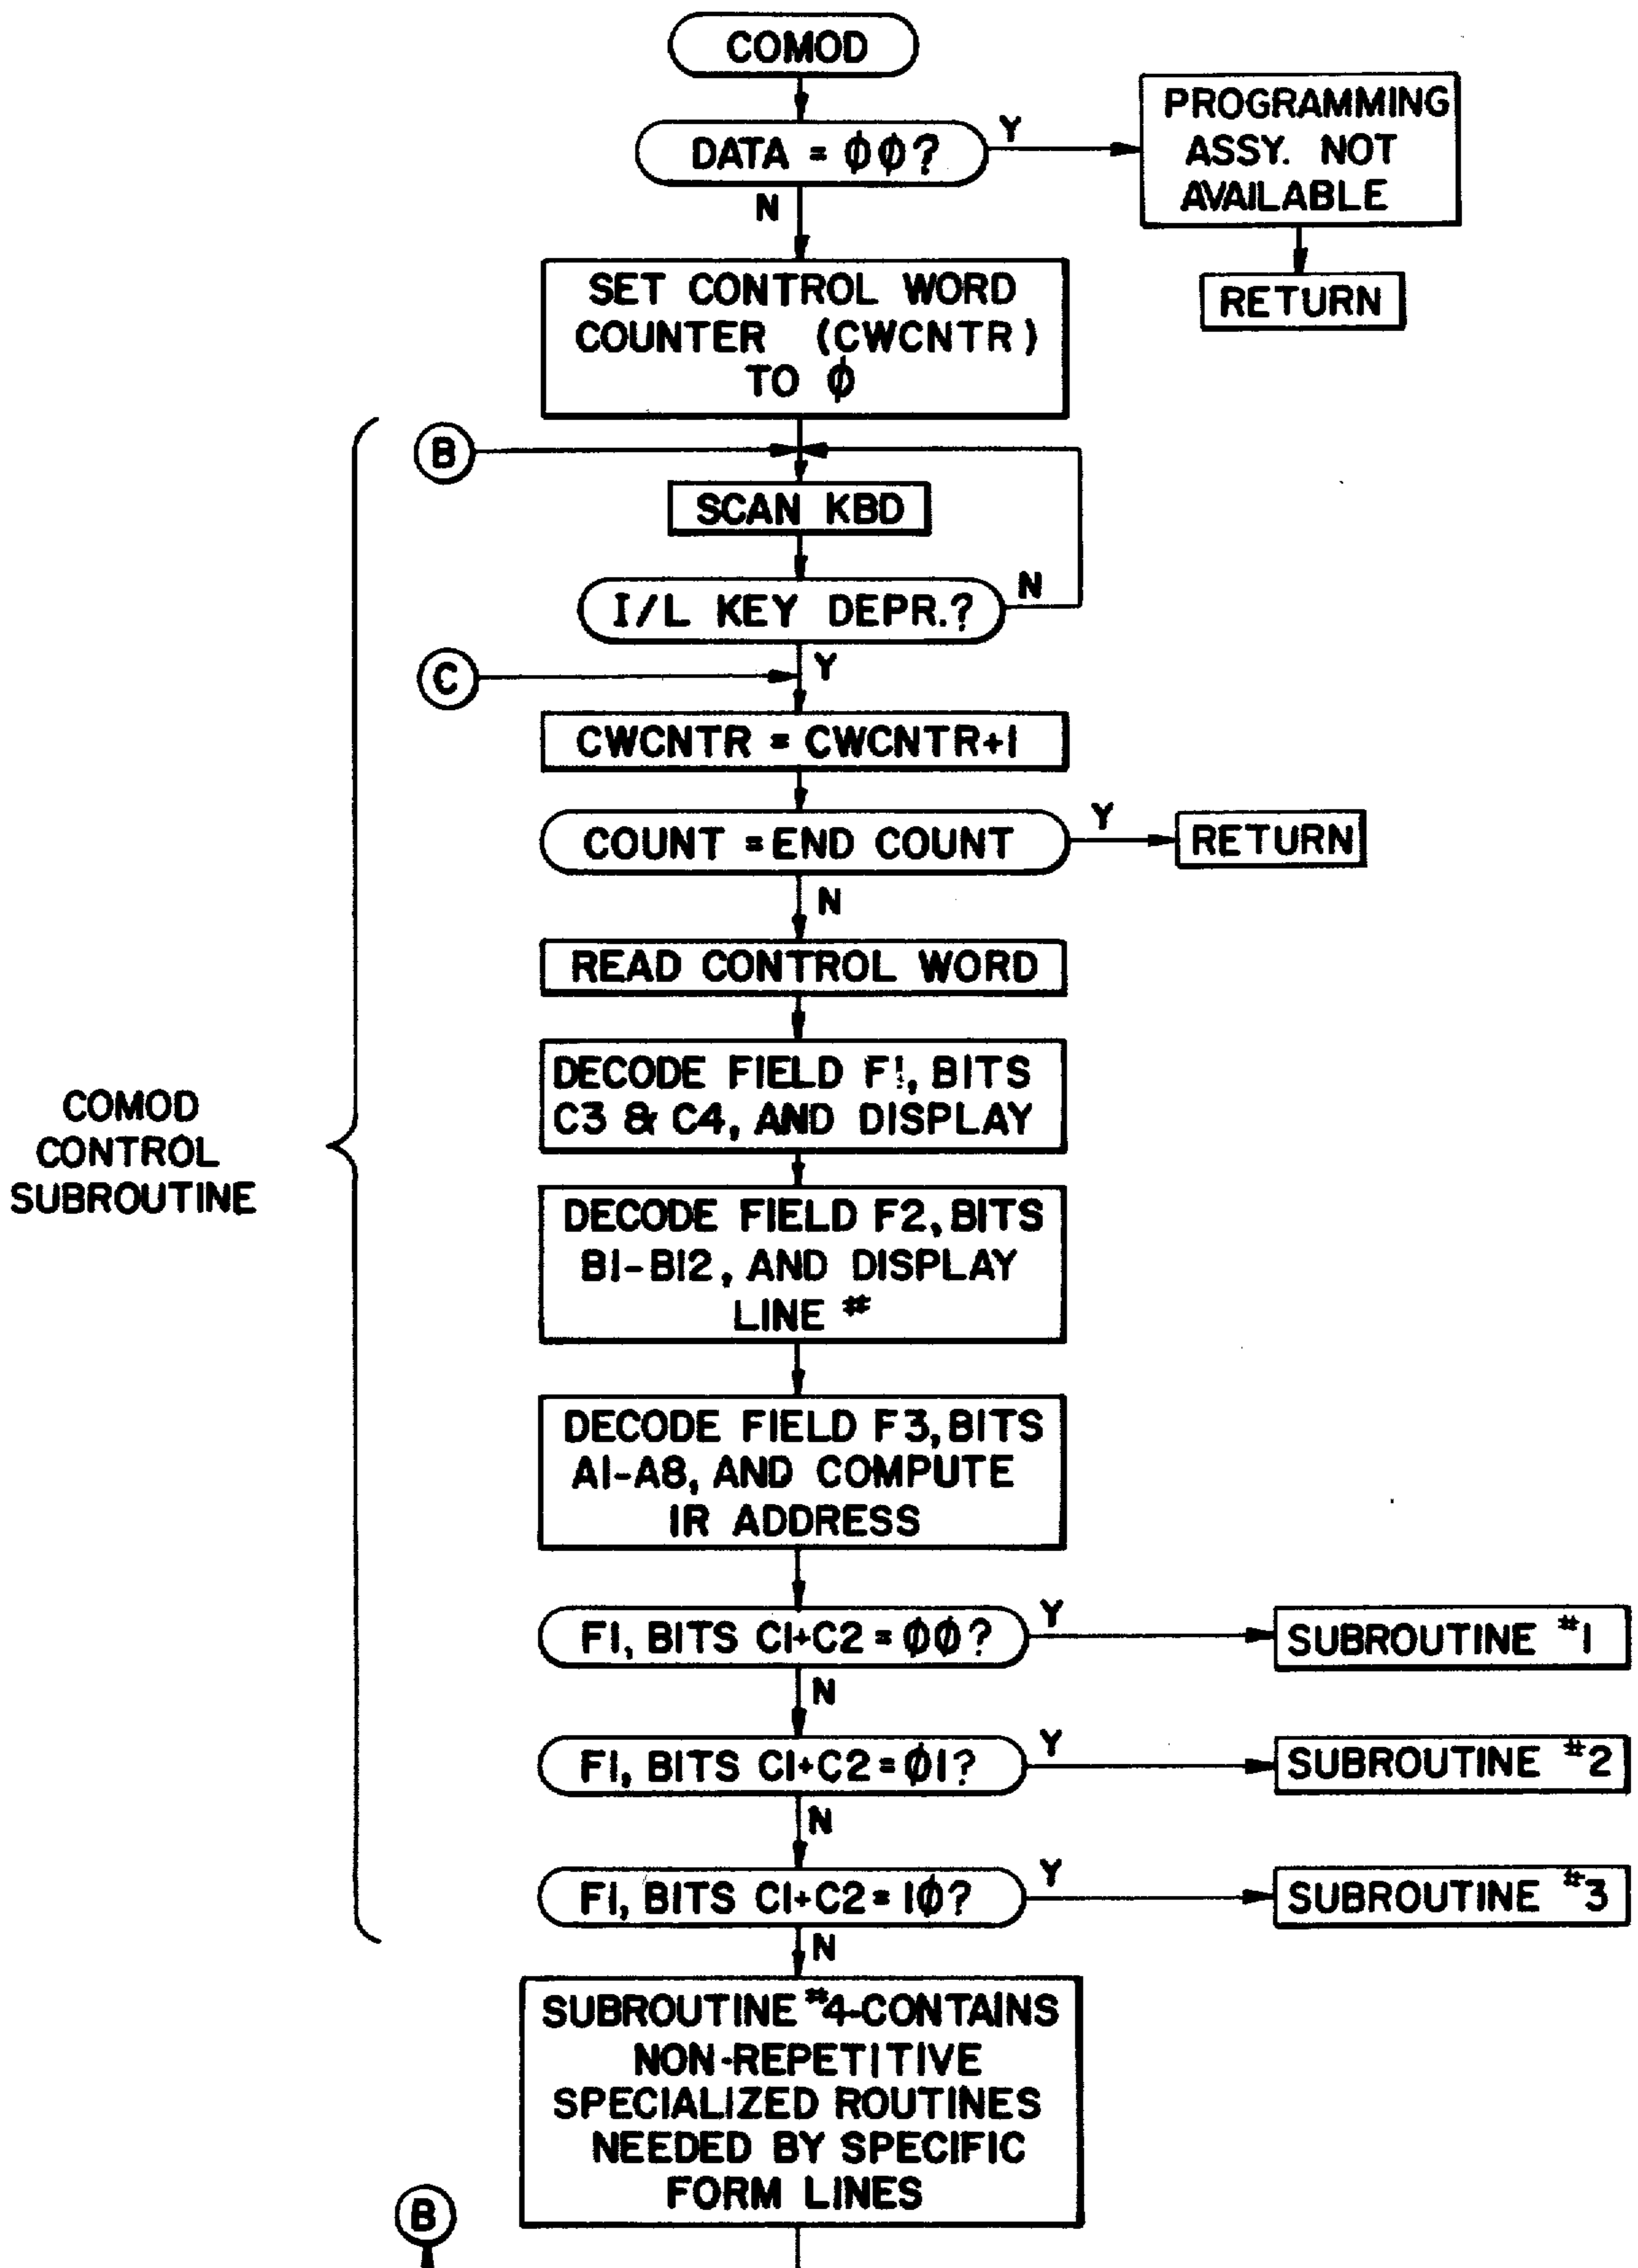 COMOD
DATA = ϕϕ?
Y
PROGRAMMING
ASSY. NOT
AVAILABLE
RETURN
N
SET CONTROL WORD
COUNTER (CWCNTR)
TO ϕ
B
SCAN KBD
I/L KEY DEPR.?
N
Y
C
CWCNTR = CWCNTR+1
COUNT = END COUNT
Y
RETURN
N
READ CONTROL WORD
DECODE FIELD F1, BITS
C3 & C4, AND DISPLAY
COMOD
CONTROL
SUBROUTINE
DECODE FIELD F2, BITS
B1-B12, AND DISPLAY
LINE #
DECODE FIELD F3, BITS
A1-A8, AND COMPUTE
IR ADDRESS
F1, BITS C1+C2 = ϕϕ?
Y
SUBROUTINE #1
N
F1, BITS C1+C2 = ϕ1?
Y
SUBROUTINE #2
N
F1, BITS C1+C2 = 1ϕ?
Y
SUBROUTINE #3
N
SUBROUTINE #4-CONTAINS
NON-REPETITIVE
SPECIALIZED ROUTINES
NEEDED BY SPECIFIC
FORM LINES
B